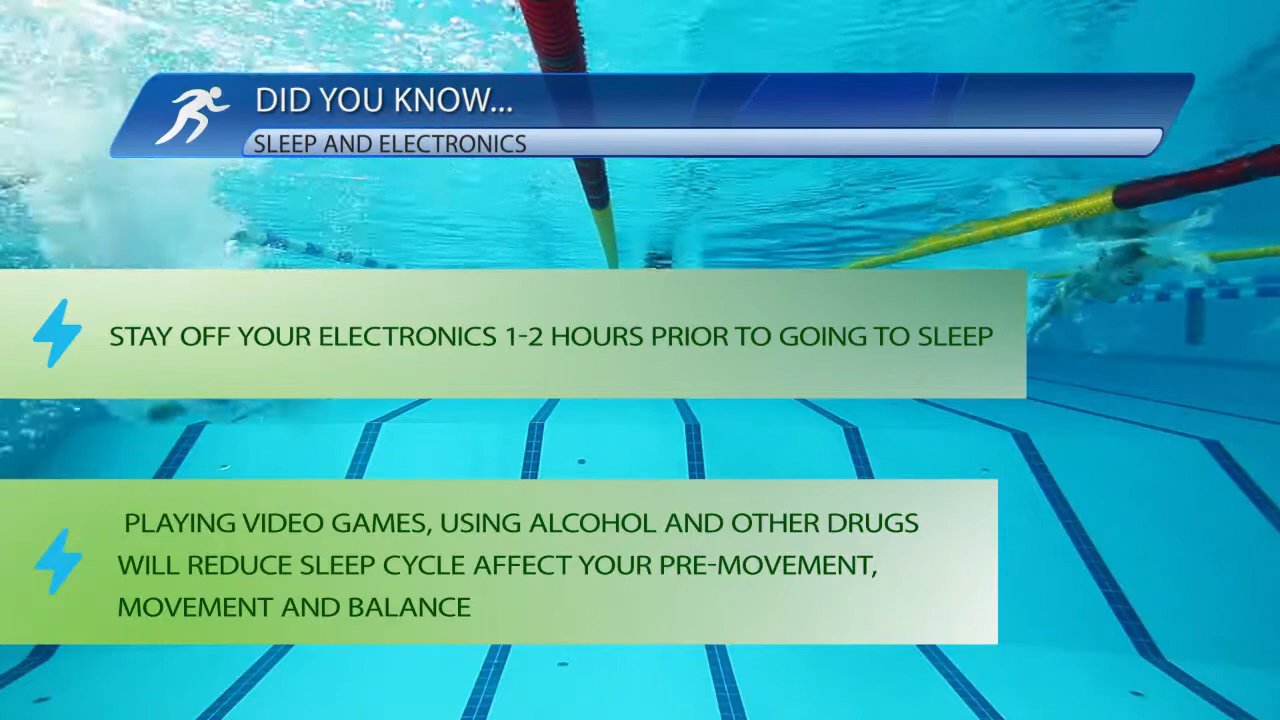 DID YOU KNOW...
SLEEP AND ELECTRONICS
STAY OFF YOUR ELECTRONICS 1-2 HOURS PRIOR TO GOING TO SLEEP
PLAYING VIDEO GAMES, USING ALCOHOL AND OTHER DRUGS
WILL REDUCE SLEEP CYCLE AFFECT YOUR PRE-MOVEMENT,
MOVEMENT AND BALANCE